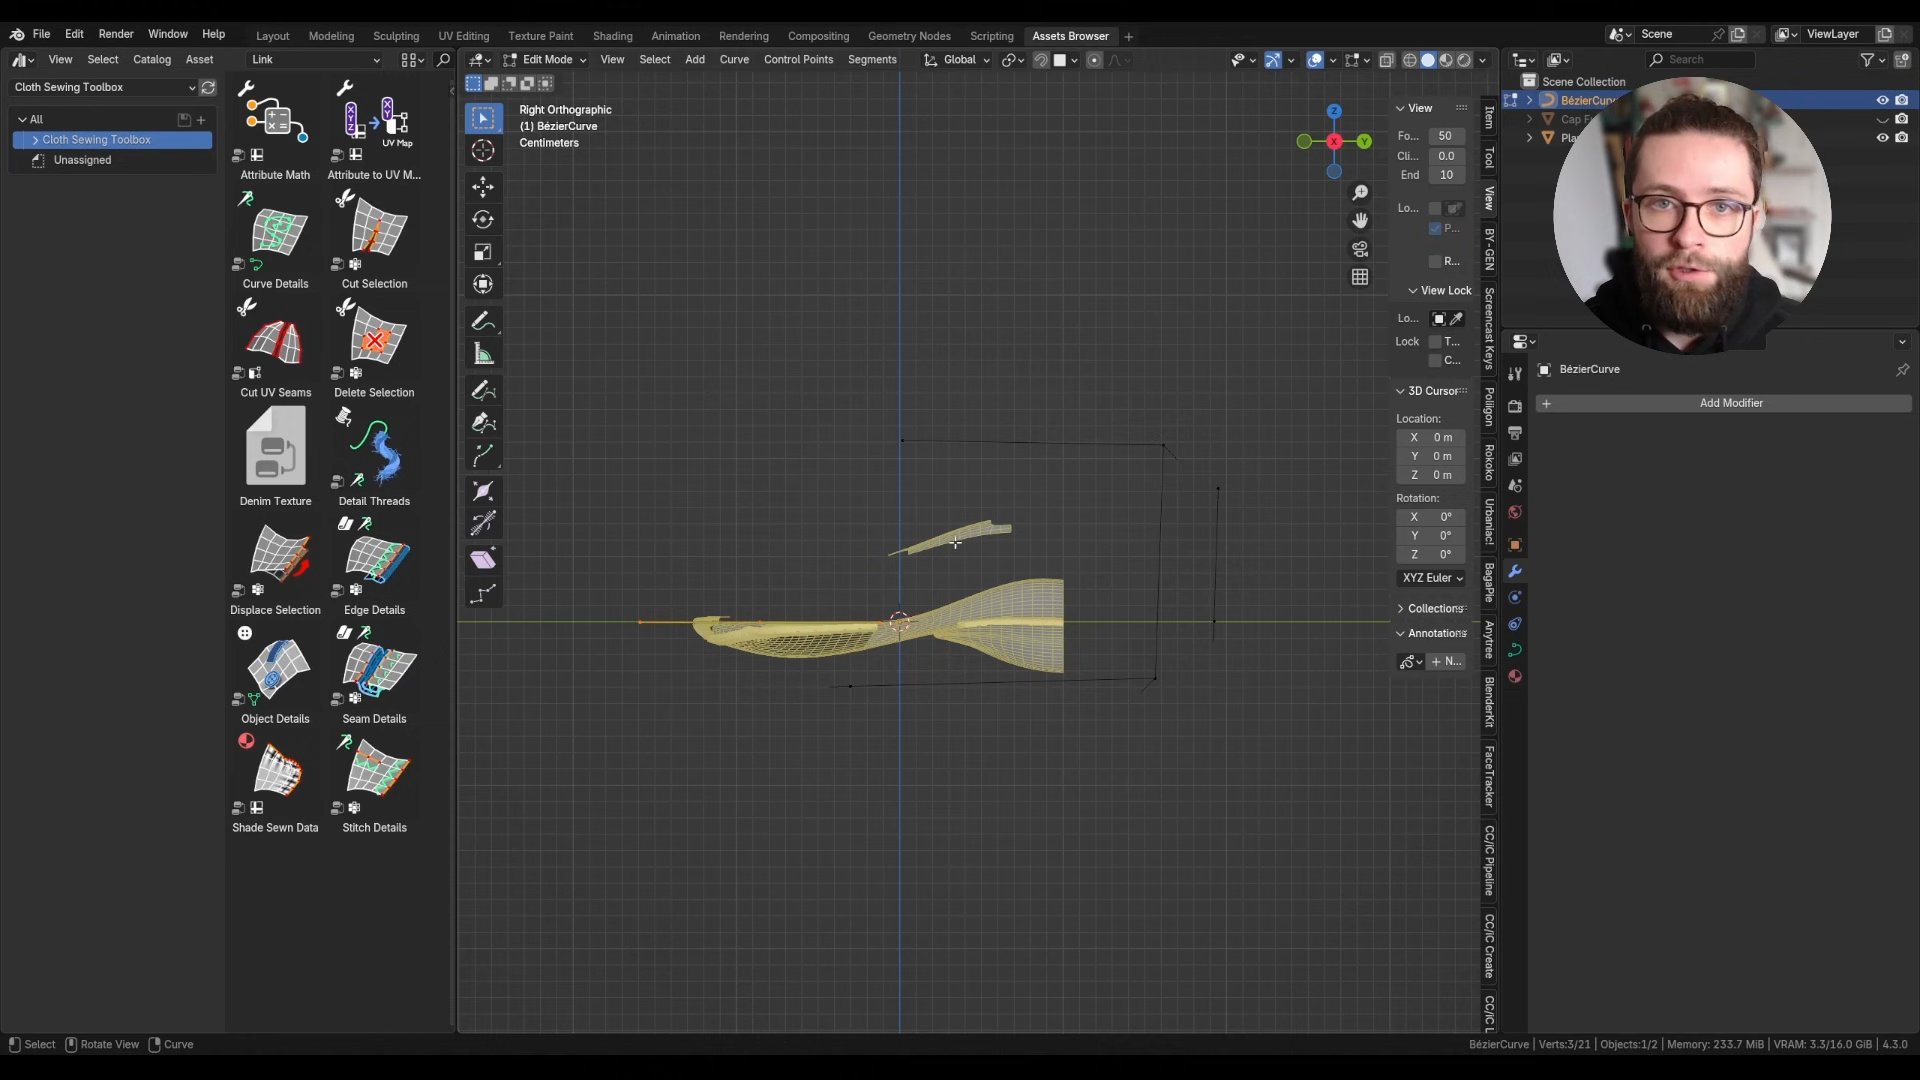 File Edit Render Window Help
Layout Modeling Sculpting UV Editing Texture Paint Shading Animation Rendering Compositing Geometry Nodes Scripting Assets Browser
Scene
ViewLayer
View Select Catalog Asset
Link
Edit Mode
View Select Add Curve Control Points Segments
Global
Search
Cloth Sewing Toolbox
All
Cloth Sewing Toolbox
Unassigned
XYZ
UV Map
Attribute Math
Attribute to UV M...
Curve Details
Cut Selection
Cut UV Seams
Delete Selection
Denim Texture
Detail Threads
Displace Selection
Edge Details
Object Details
Seam Details
Shade Sewn Data
Stitch Details
Right Orthographic
(1) BézierCurve
Centimeters
Z
Y
X
View
Fo... 50
Cli... 0.0
End 10
Lo...
P...
R...
View Lock
Lo...
Lock T...
C...
3D Cursor
Location:
X 0 m
Y 0 m
Z 0 m
Rotation:
X 0°
Y 0°
Z 0°
XYZ Euler
Collections
Annotations
N...
Item
Tool
View
BY-GEN
Screencast Keys
Poliigon
Rokoko
Urbaniac!
BagaPie
Anytree
BlenderKit
FaceTracker
CC/iC Pipeline
CC/iC Create
Scene Collection
BézierCurve
BézierCurve
Add Modifier
Select Rotate View Curve
BézierCurve | Verts:3/21 | Objects:1/2 | Memory: 233.7 MiB | VRAM: 3.3/16.0 GiB | 4.3.0